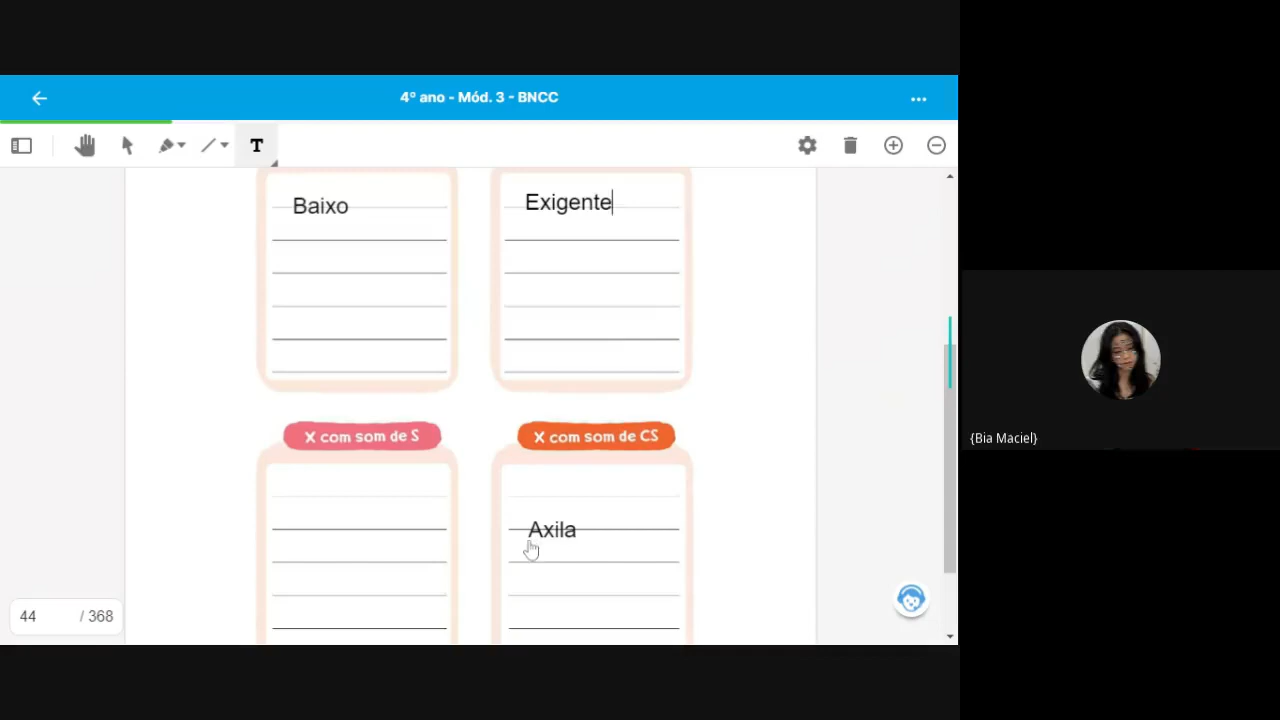 4º ano - Mód. 3 - BNCC
T
Baixo
Exigente
X com som de S
X com som de CS
Axila
{Bia Maciel}
44 / 368